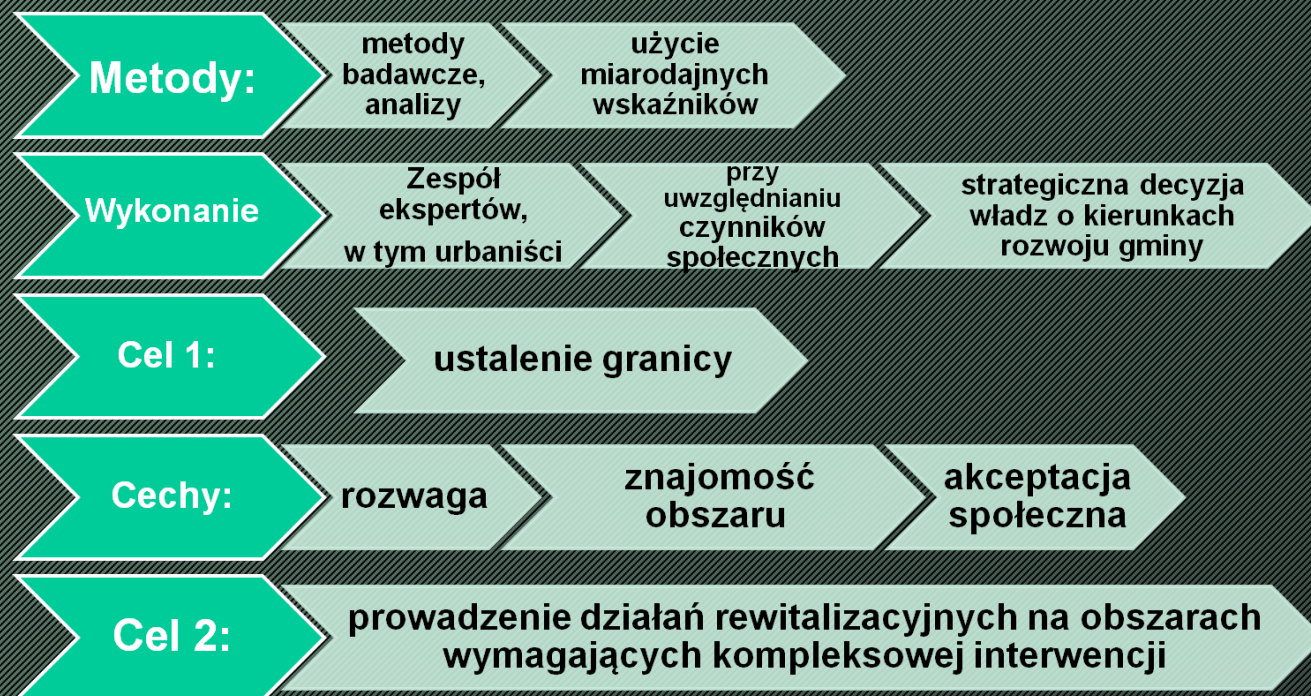 Metody:
metody
badawcze,
analizy
użycie
miarodajnych
wskaźników
Wykonanie
Zespół
ekspertów,
w tym urbaniści
przy
uwzględnianiu
czynników
społecznych
strategiczna decyzja
władz o kierunkach
rozwoju gminy
Cel 1:
ustalenie granicy
Cechy:
rozwaga
znajomość
obszaru
akceptacja
społeczna
Cel 2:
prowadzenie działań rewitalizacyjnych na obszarach
wymagających kompleksowej interwencji